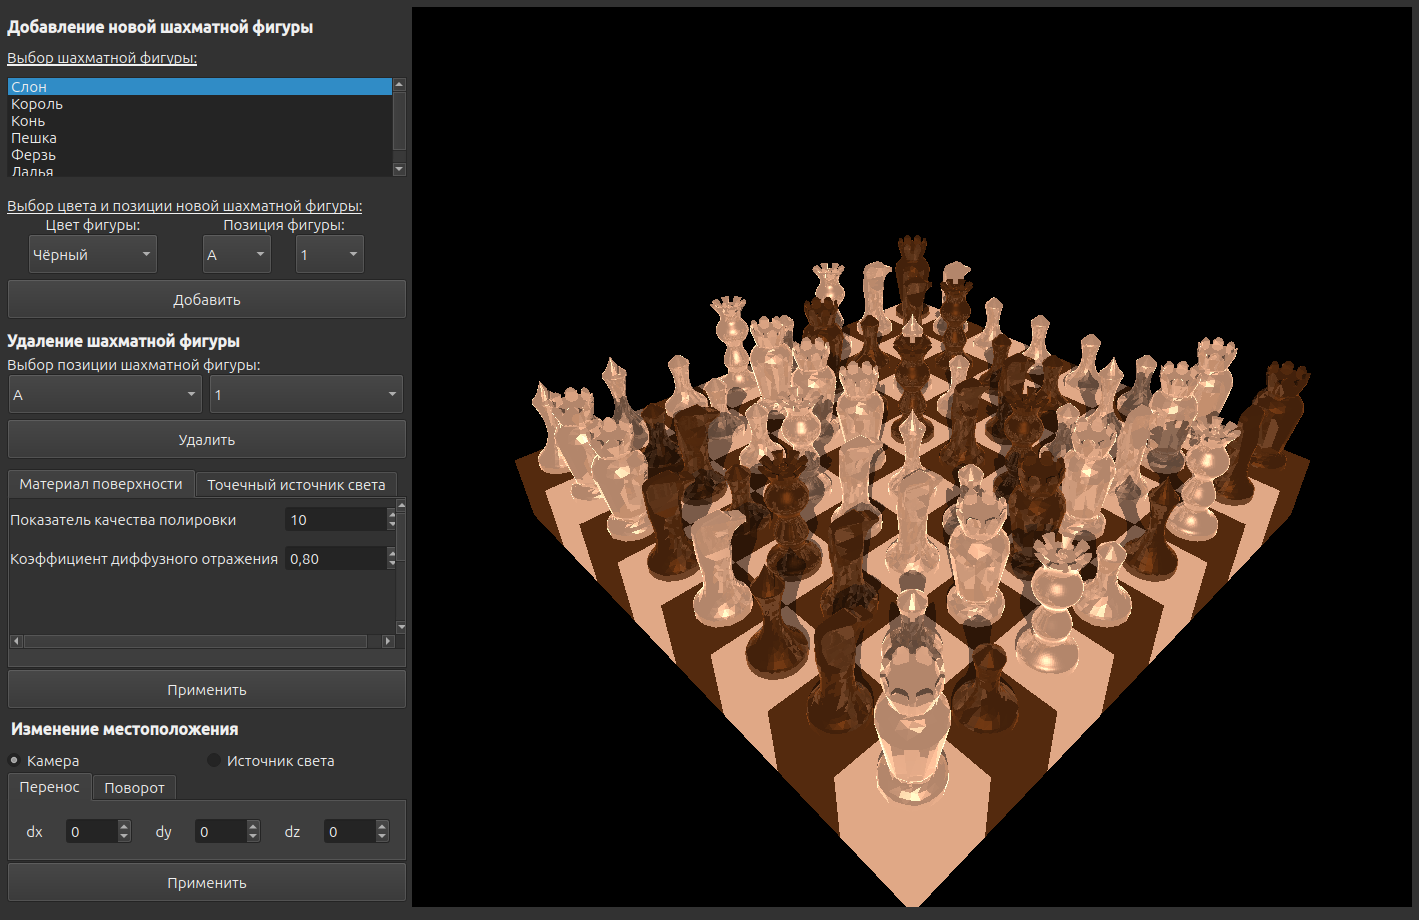 Добавление новой шахматной фигуры
Выбор шахматной фигуры:
Слон
Король
Конь
Пешка
Ферзь
Ладья
Выбор цвета и позиции новой шахматной фигуры:
Цвет фигуры: Позиция фигуры:
Чёрный A 1
Добавить
Удаление шахматной фигуры
Выбор позиции шахматной фигуры:
A 1
Удалить
Материал поверхности Точечный источник света
Показатель качества полировки 10
Коэффициент диффузного отражения 0,80
Применить
Изменение местоположения
Камера Источник света
Перенос Поворот
dx 0 dy 0 dz 0
Применить